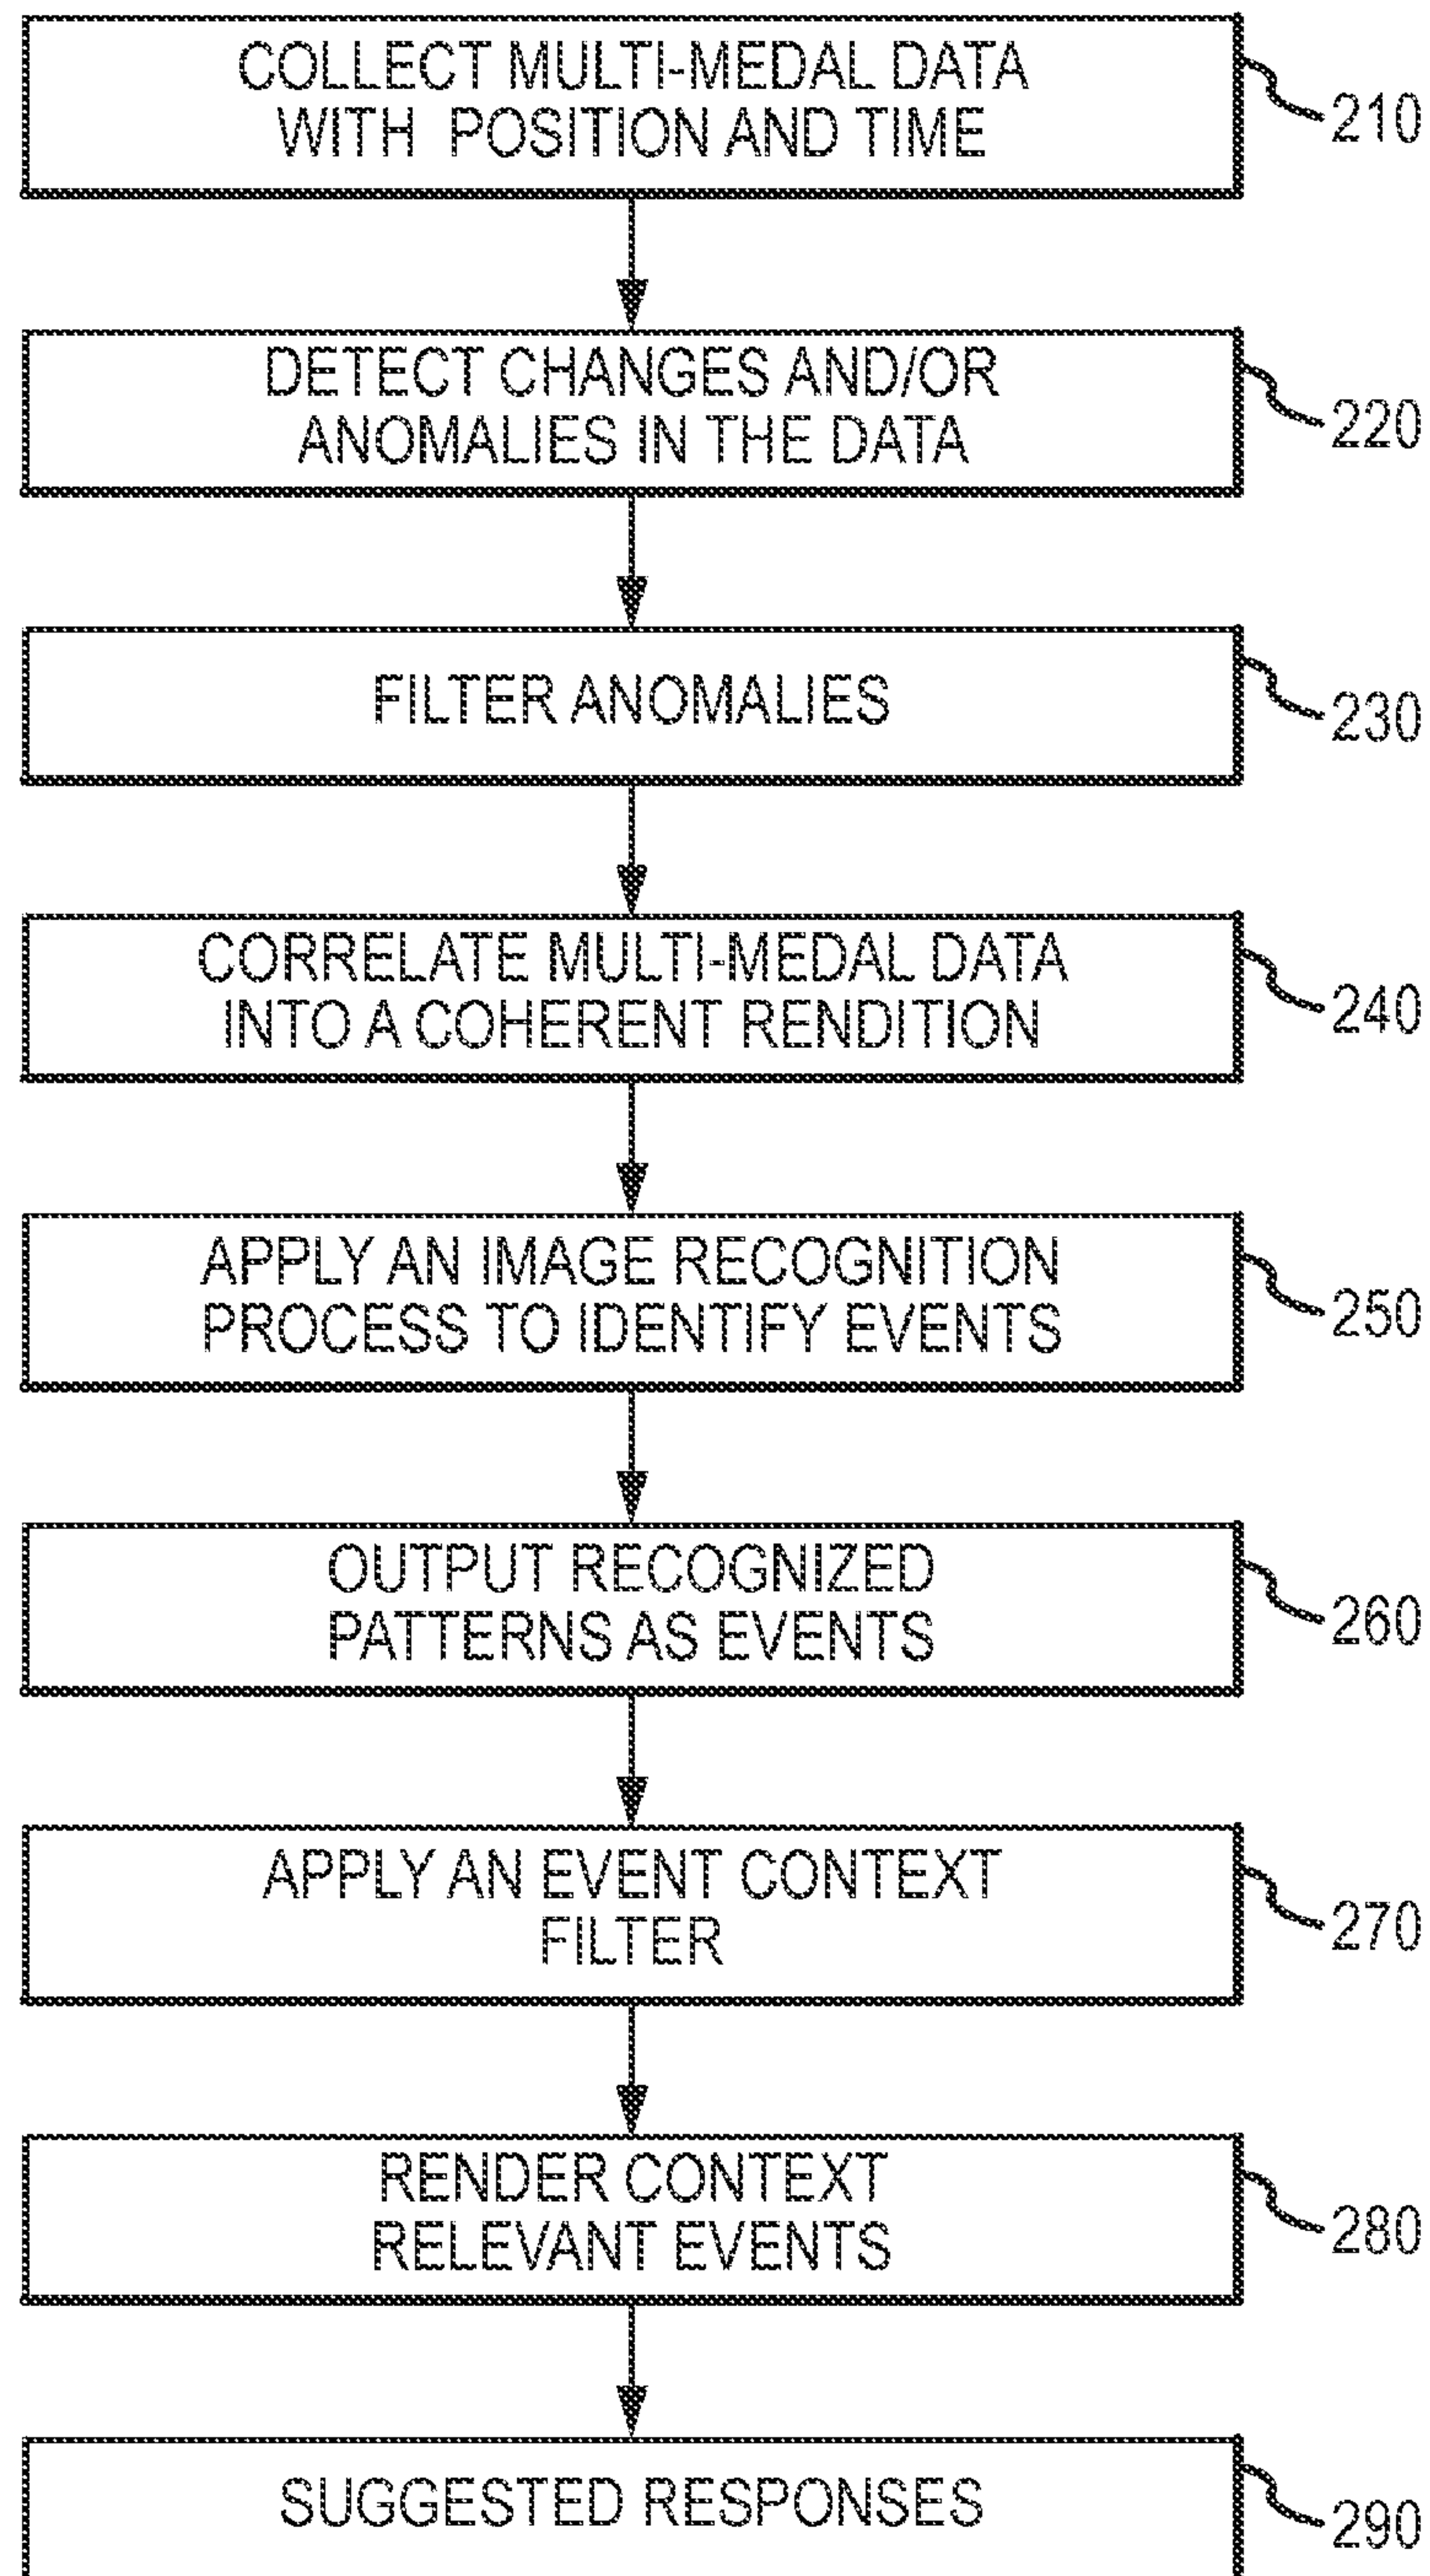 COLLECT MULTI-MEDAL DATA
WITH POSITION AND TIME
210
DETECT CHANGES AND/OR
ANOMALIES IN THE DATA
220
FILTER ANOMALIES
230
CORRELATE MULTI-MEDAL DATA
INTO A COHERENT RENDITION
240
APPLY AN IMAGE RECOGNITION
PROCESS TO IDENTIFY EVENTS
250
OUTPUT RECOGNIZED
PATTERNS AS EVENTS
260
APPLY AN EVENT CONTEXT
FILTER
270
RENDER CONTEXT
RELEVANT EVENTS
280
SUGGESTED RESPONSES
290